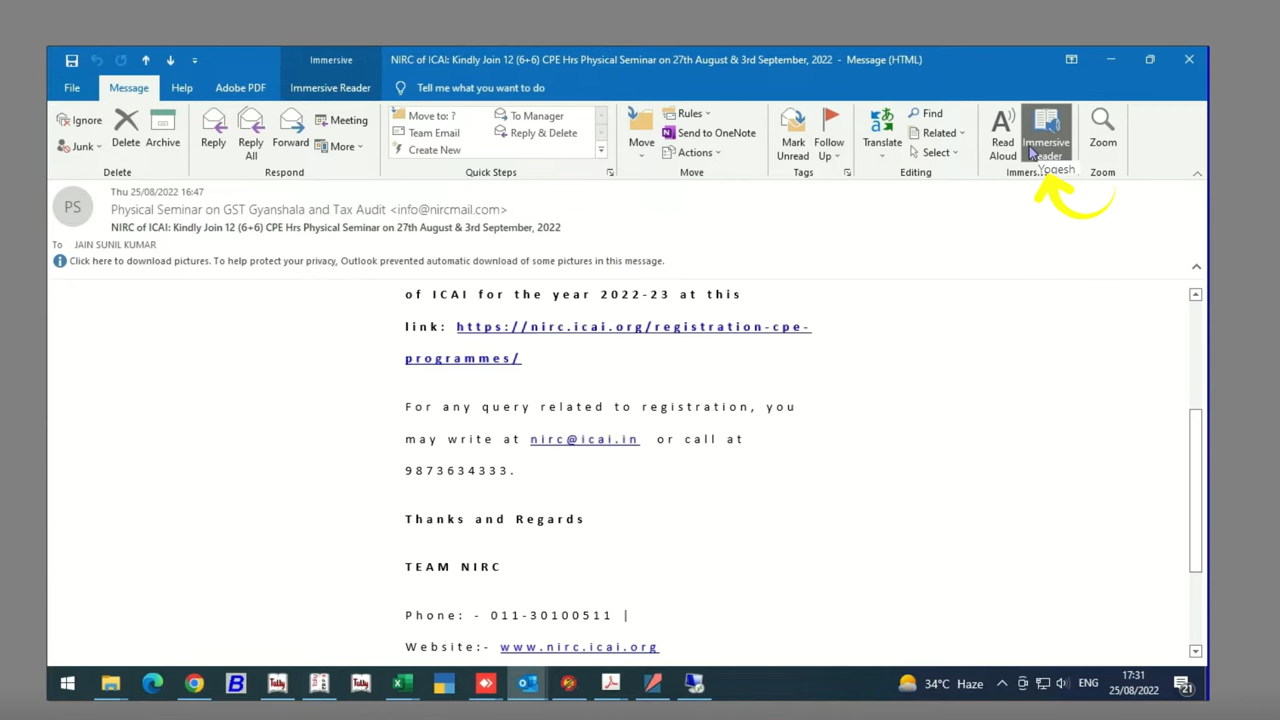 Immersive
NIRC of ICAI: Kindly Join 12 (6+6) CPE Hrs Physical Seminar on 27th August & 3rd September, 2022 - Message (HTML)
File Message Help Adobe PDF Immersive Reader Tell me what you want to do
Ignore
Junk
Delete
Archive
Delete
Reply
Reply All
Forward
Meeting
More
Respond
Move to: ?
Team Email
Create New
To Manager
Reply & Delete
Quick Steps
Move
Rules
Send to OneNote
Actions
Move
Mark Unread
Follow Up
Tags
Translate
Find
Related
Select
Editing
Read Aloud
Immersive
Reader
Immers...
Yogesh
Zoom
Zoom
PS
Thu 25/08/2022 16:47
Physical Seminar on GST Gyanshala and Tax Audit <info@nircmail.com>
NIRC of ICAI: Kindly Join 12 (6+6) CPE Hrs Physical Seminar on 27th August & 3rd September, 2022
To JAIN SUNIL KUMAR
Click here to download pictures. To help protect your privacy, Outlook prevented automatic download of some pictures in this message.
of ICAI for the year 2022-23 at this
link: https://nirc.icai.org/registration-cpe-
programmes/
For any query related to registration, you
may write at nirc@icai.in or call at
9873634333.
Thanks and Regards
TEAM NIRC
Phone: - 011-30100511 |
Website:- www.nirc.icai.org
B
Tally
Tally
34°C Haze
ENG
17:31
25/08/2022
21